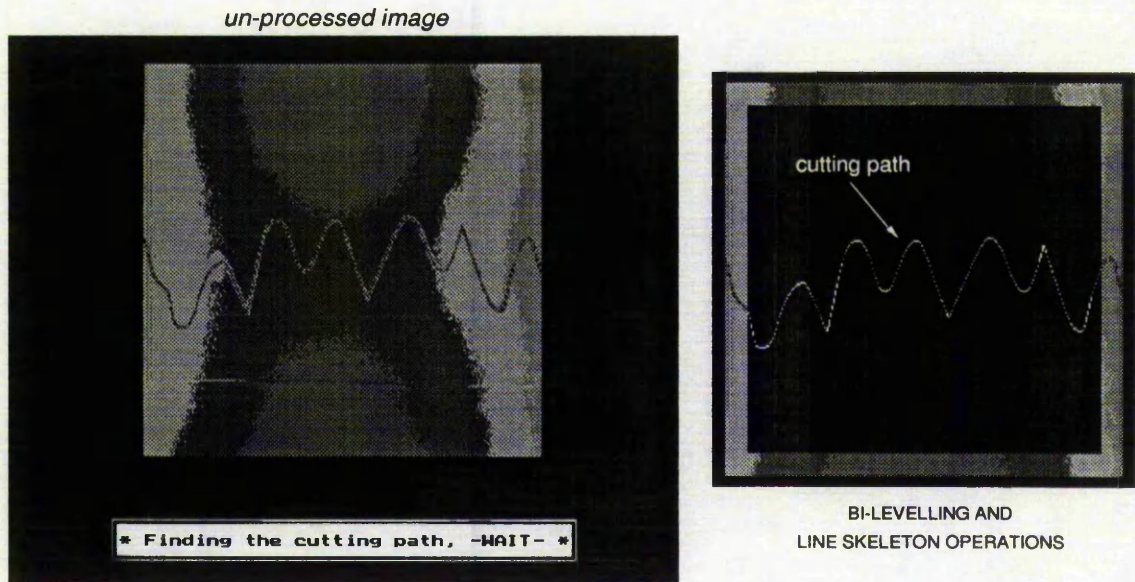 un-processed image
cutting path
* Finding the cutting path, -WAIT- *
BI-LEVELLING AND
LINE SKELETON OPERATIONS